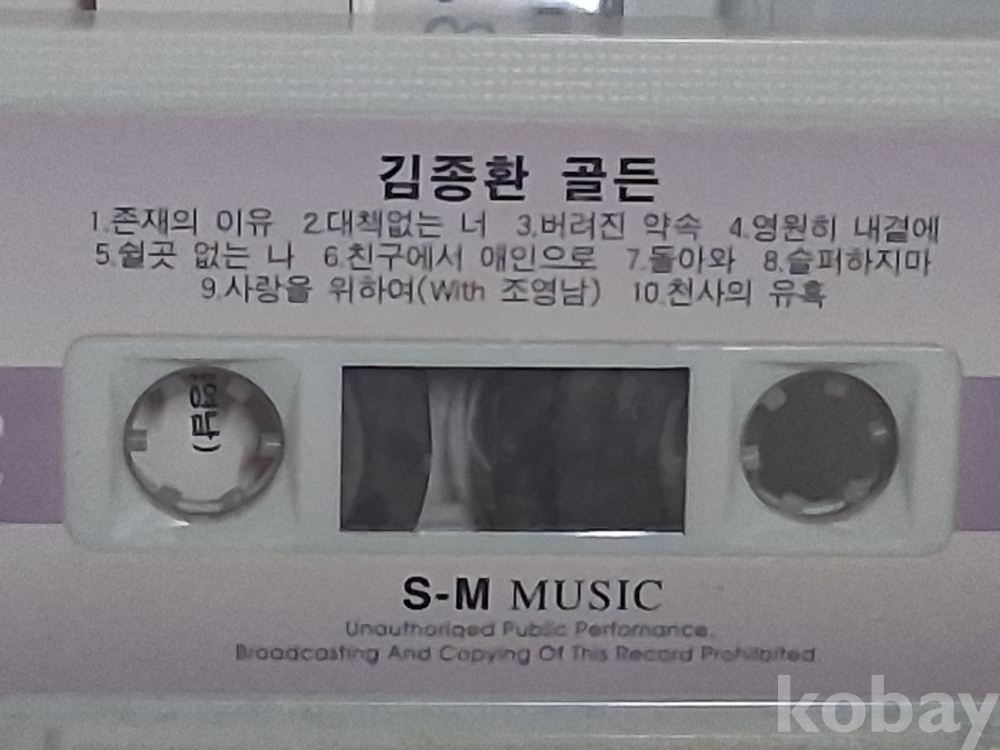 김종환 골든
1.존재의 이유 2.대책없는 너 3.버려진 약속 4.영원히 내곁에
5.쉴곳 없는 나 6.친구에서 애인으로 7.돌아와 8.슬퍼하지마
9.사랑을 위하여(With 조영남) 10.천사의 유혹
영남)
S-M MUSIC
Unauthoriqed Public Perfomance,
Broadcasting And Copying Of This Record Prohibited
kobay